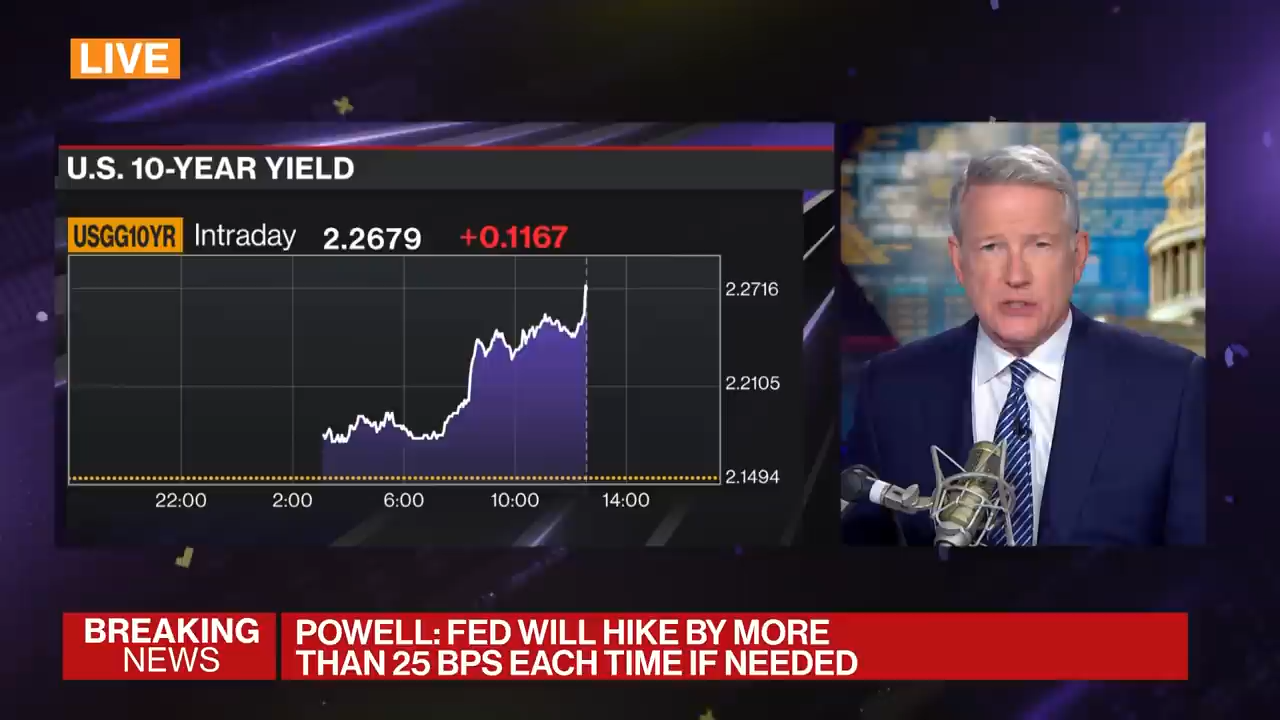 LIVE
U.S. 10-YEAR YIELD
USGG10YR Intraday 2.2679 +0.1167
2.2716
2.2105
2.1494
22:00 2:00 6:00 10:00 14:00
BREAKING NEWS
POWELL: FED WILL HIKE BY MORE
THAN 25 BPS EACH TIME IF NEEDED